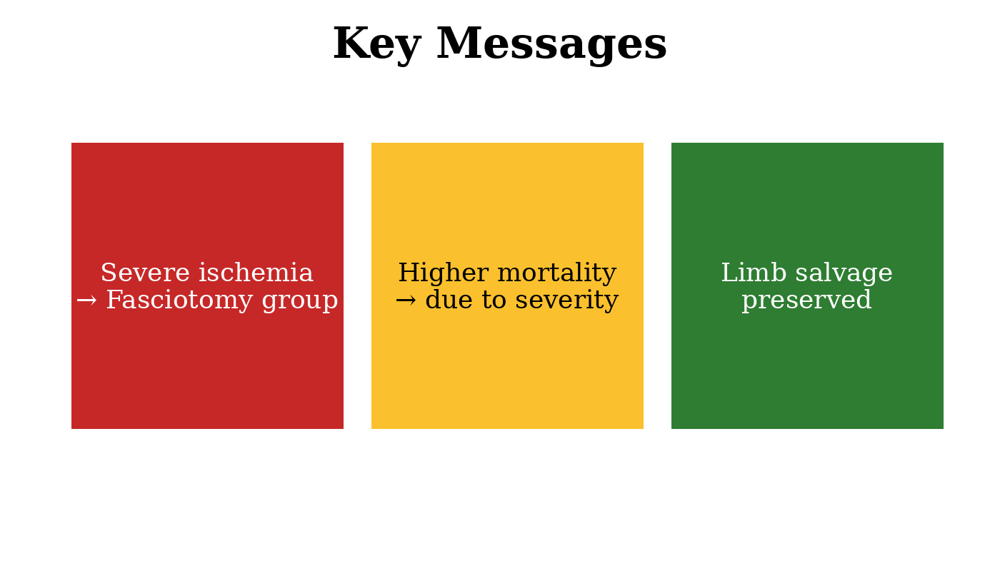 Key Messages
Severe ischemia
→ Fasciotomy group
Higher mortality
→ due to severity
Limb salvage
preserved